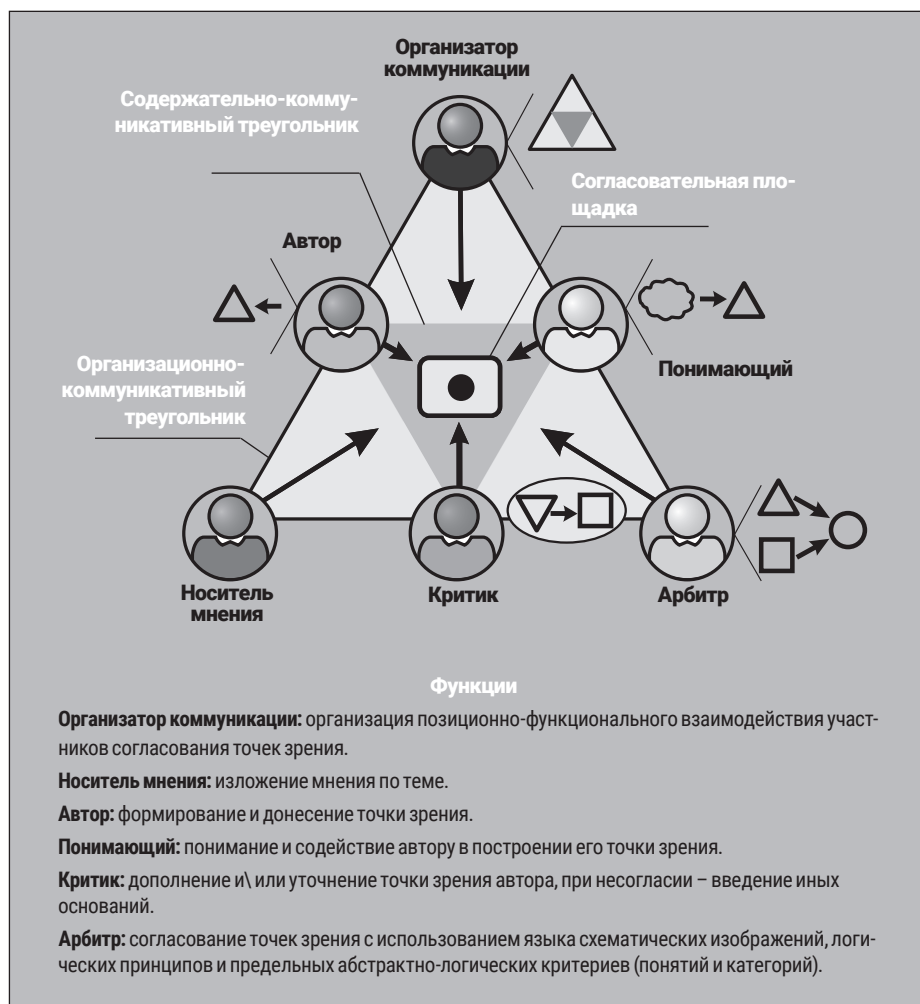 Организатор
коммуникации
Содержательно-комму-
никативный треугольник
Согласовательная пло-
щадка
Автор
Понимающий
Организационно-
коммуникативный
треугольник
Носитель
мнения
Критик
Арбитр
Функции
Организатор коммуникации: организация позиционно-функционального взаимодействия участ-
ников согласования точек зрения.
Носитель мнения: изложение мнения по теме.
Автор: формирование и донесение точки зрения.
Понимающий: понимание и содействие автору в построении его точки зрения.
Критик: дополнение и\ или уточнение точки зрения автора, при несогласии – введение иных
оснований.
Арбитр: согласование точек зрения с использованием языка схематических изображений, логи-
ческих принципов и предельных абстрактно-логических критериев (понятий и категорий).